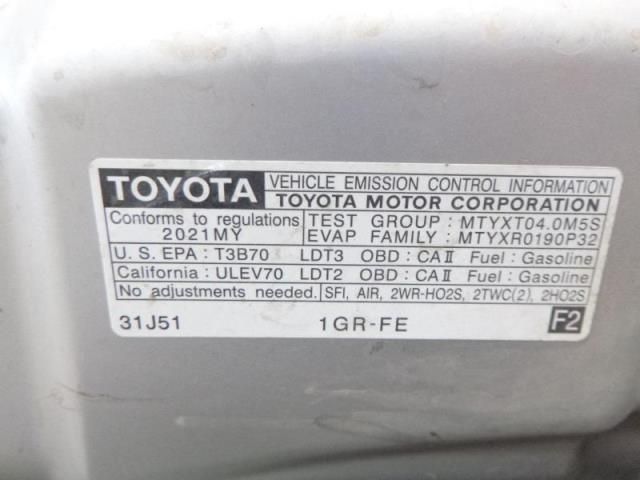 TOYOTA
VEHICLE EMISSION CONTROL INFORMATION
TOYOTA MOTOR CORPORATION
Conforms to regulations
2021MY
TEST GROUP : MTYXT04.0M5S
EVAP FAMILY : MTYXR0190P32
U. S. EPA : T3B70 LDT3 OBD : CAⅡ Fuel : Gasoline
California : ULEV70 LDT2 OBD : CAⅡ Fuel : Gasoline
No adjustments needed. SFI, AIR, 2WR-HO2S, 2TWC(2), 2HO2S
31J51 1GR-FE F2